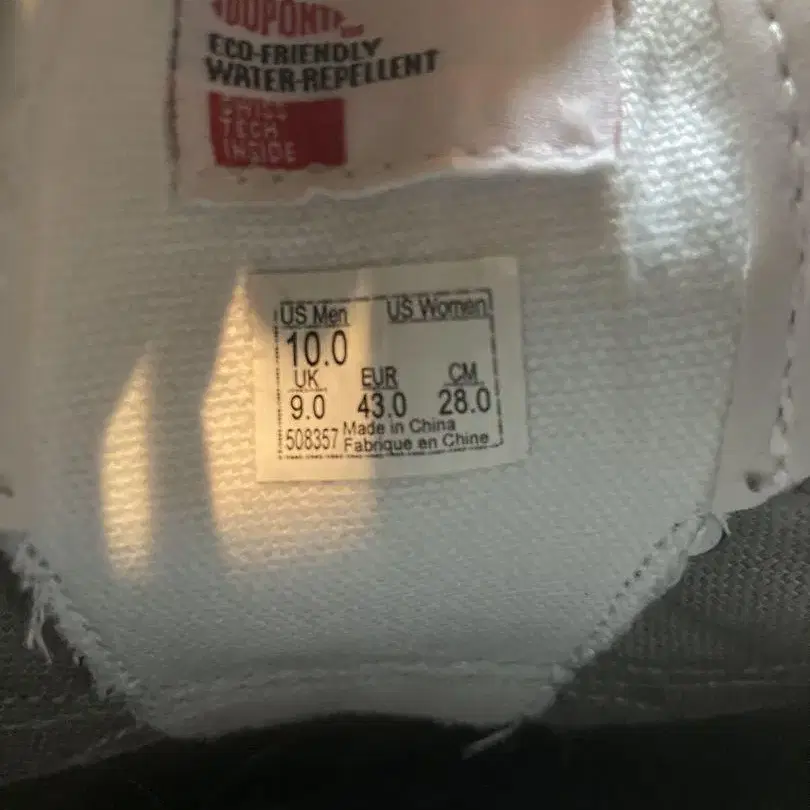 DUPONT
ECO-FRIENDLY
WATER-REPELLENT
SWISS
TECH
INSIDE
US Men US Women
10.0
UK EUR CM
9.0 43.0 28.0
508357 Made in China
Fabrique en Chine